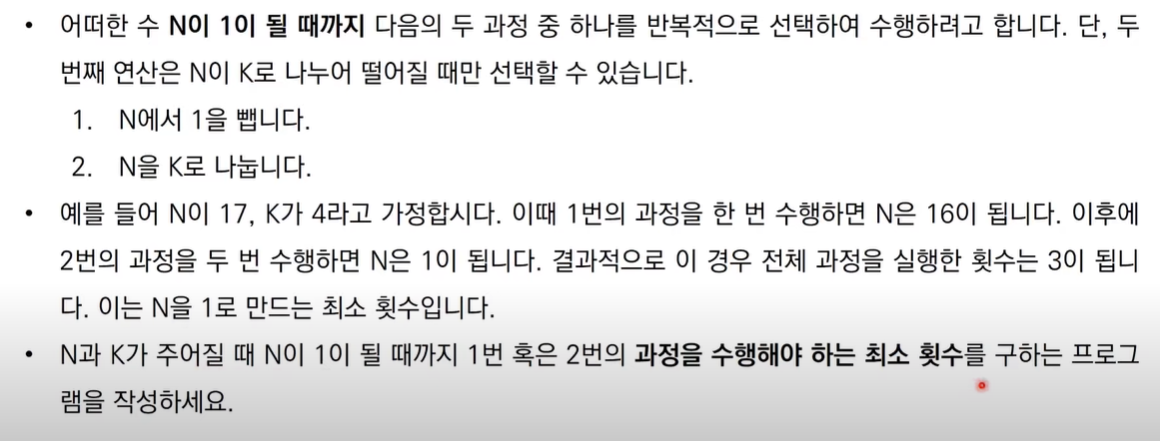 • 어떠한 수 N이 1이 될 때까지 다음의 두 과정 중 하나를 반복적으로 선택하여 수행하려고 합니다. 단, 두
번째 연산은 N이 K로 나누어 떨어질 때만 선택할 수 있습니다.
1. N에서 1을 뺍니다.
2. N을 K로 나눕니다.
• 예를 들어 N이 17, K가 4라고 가정합시다. 이때 1번의 과정을 한 번 수행하면 N은 16이 됩니다. 이후에
2번의 과정을 두 번 수행하면 N은 1이 됩니다. 결과적으로 이 경우 전체 과정을 실행한 횟수는 3이 됩니
다. 이는 N을 1로 만드는 최소 횟수입니다.
• N과 K가 주어질 때 N이 1이 될 때까지 1번 혹은 2번의 과정을 수행해야 하는 최소 횟수를 구하는 프로그
램을 작성하세요.